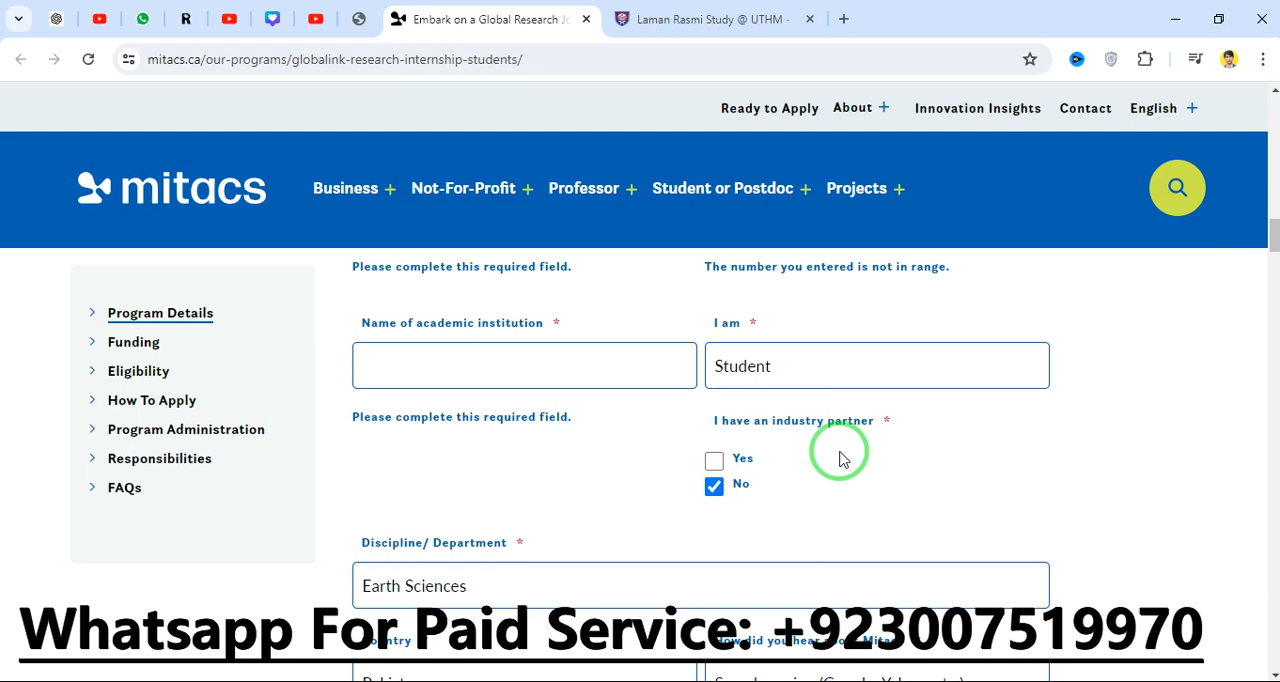 Embark on a Global Research Jo
Laman Rasmi Study @ UTHM -
mitacs.ca/our-programs/globalink-research-internship-students/
Ready to Apply About + Innovation Insights Contact English +
mitacs Business + Not-For-Profit + Professor + Student or Postdoc + Projects +
Please complete this required field. The number you entered is not in range.
Program Details
Funding
Eligibility
How To Apply
Program Administration
Responsibilities
FAQs
Name of academic institution * I am *
Student
Please complete this required field. I have an industry partner *
Yes
No
Discipline/ Department *
Earth Sciences
Whatsapp For Paid Service: +923007519970